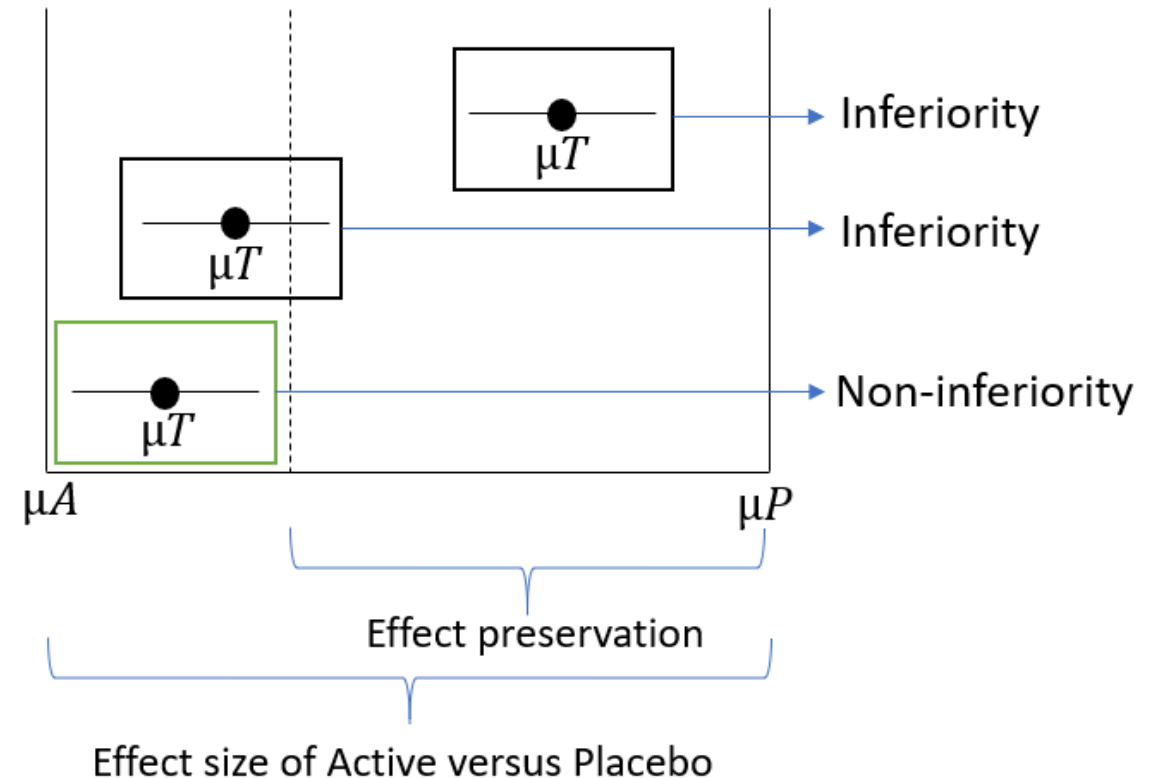 Inferiority
μT
Inferiority
μT
Non-inferiority
μT
μA
μP
Effect preservation
Effect size of Active versus Placebo